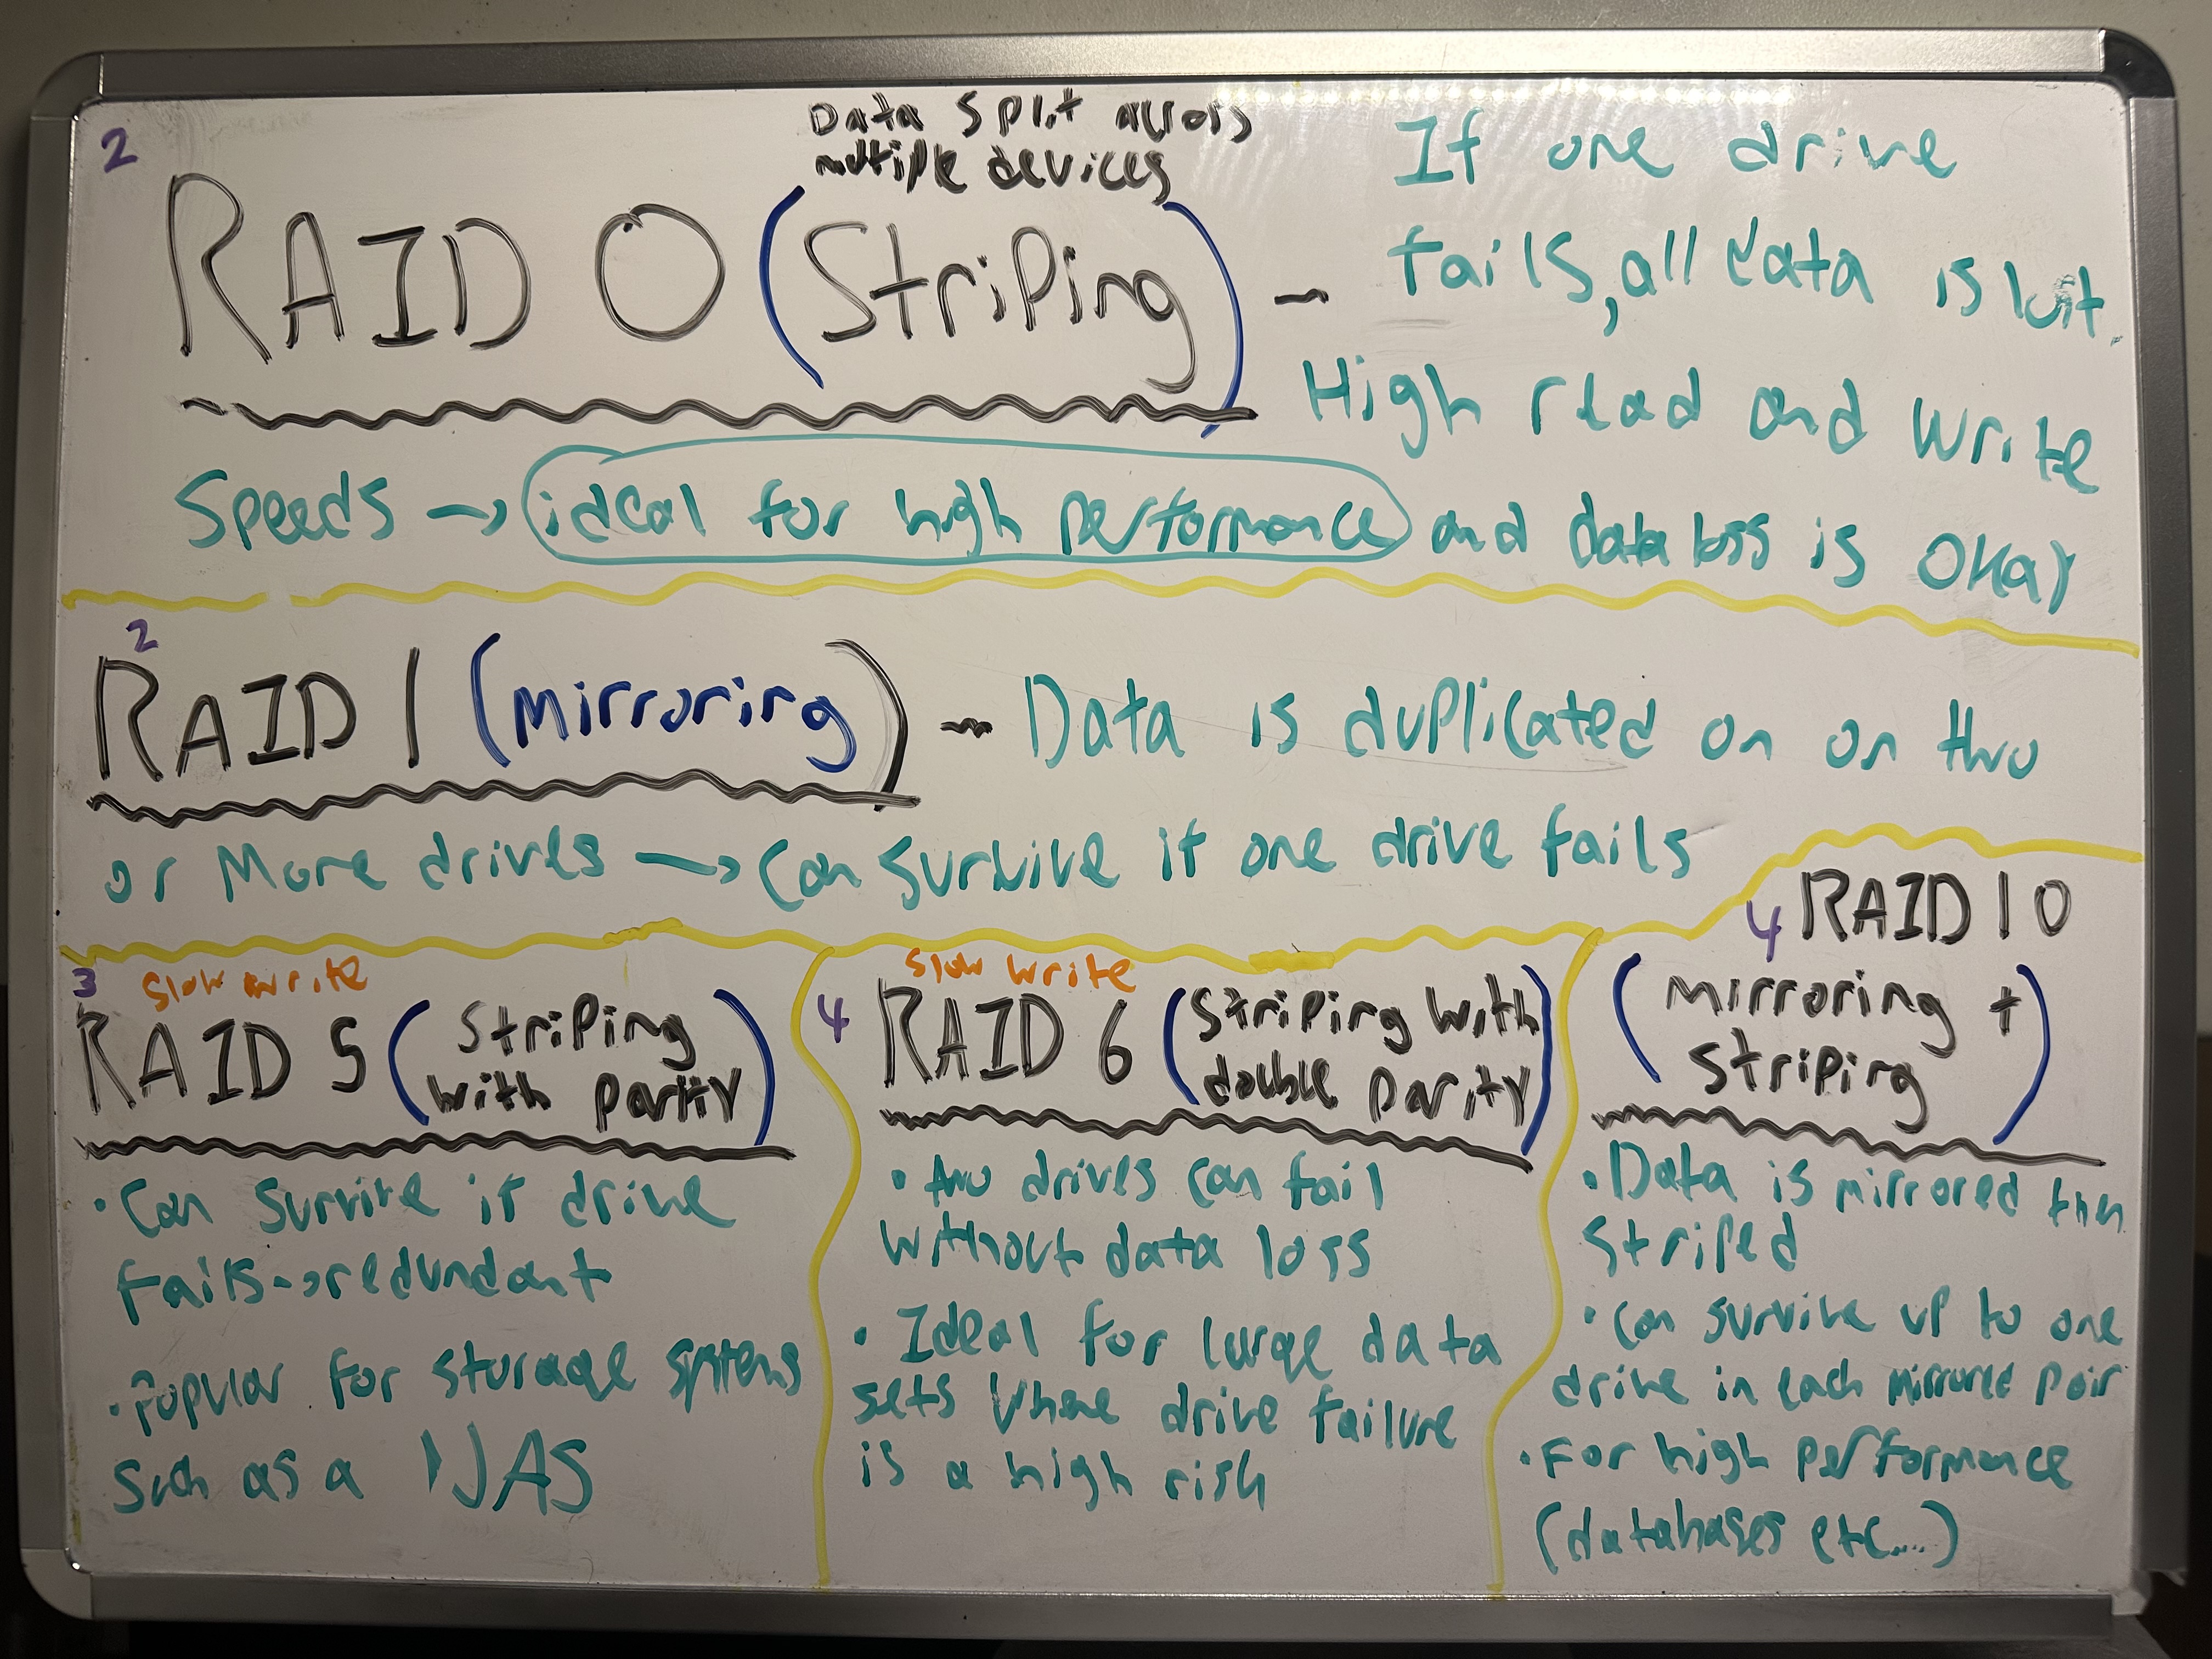 2
Data split across
multiple devices
RAID 0 (Striping) -
If one drive
fails, all data is lost.
High read and write
Speeds → ideal for high performance and data loss is okay
2
RAID 1 (mirroring) - Data is duplicated on on two
or more drives → can survive if one drive fails
3 slow write
RAID 5 (Striping
with parity)
• Can survive if drive
fails → redundant
• Popular for storage systems
such as a NAS
slow write
4 RAID 6 (Striping with
double parity)
• two drives can fail
without data loss
• Ideal for large data
sets where drive failure
is a high risk
4 RAID 10
(mirroring +
striping)
• Data is mirrored then
striped
• Can survive up to one
drive in each mirrored pair
• For high performance
(databases etc....)